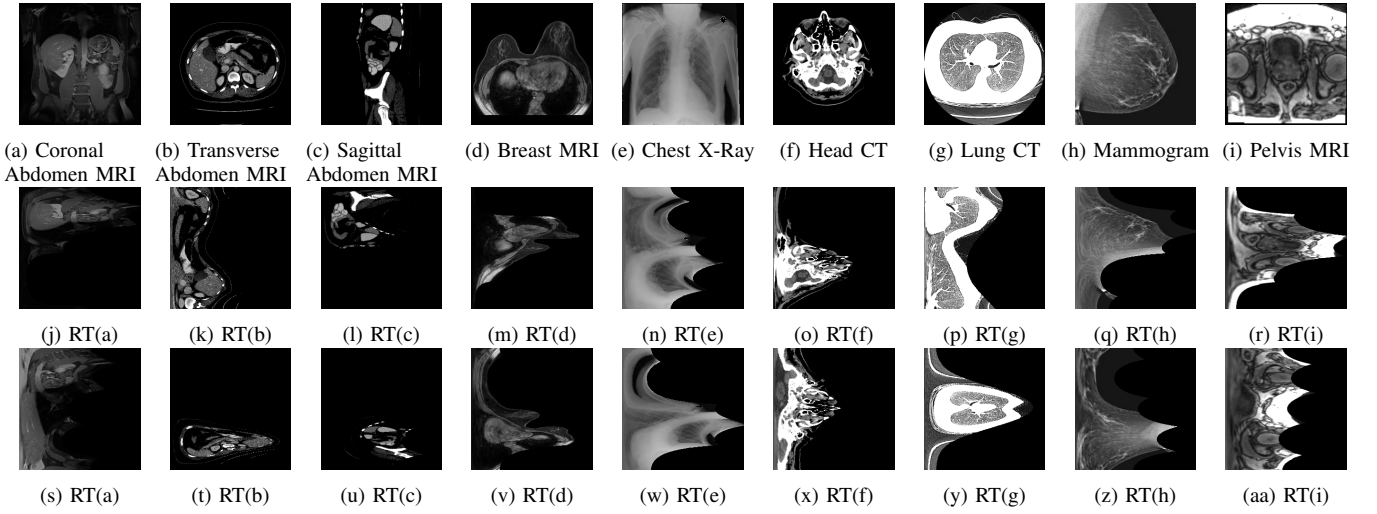 (a) Coronal Abdomen MRI
(b) Transverse Abdomen MRI
(c) Sagittal Abdomen MRI
(d) Breast MRI
(e) Chest X-Ray
(f) Head CT
(g) Lung CT
(h) Mammogram
(i) Pelvis MRI
(j) RT(a)
(k) RT(b)
(l) RT(c)
(m) RT(d)
(n) RT(e)
(o) RT(f)
(p) RT(g)
(q) RT(h)
(r) RT(i)
(s) RT(a)
(t) RT(b)
(u) RT(c)
(v) RT(d)
(w) RT(e)
(x) RT(f)
(y) RT(g)
(z) RT(h)
(aa) RT(i)